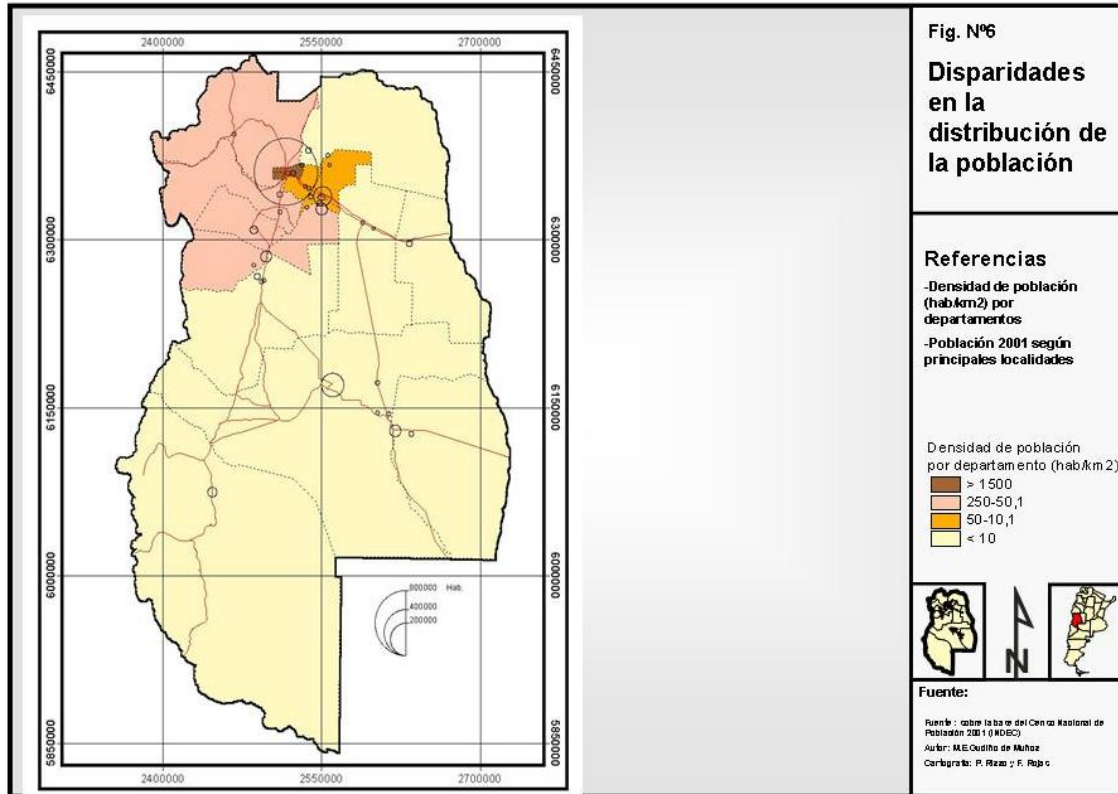 Fig. Nº6
Disparidades
en la
distribución de
la población
2400000
2550000
2700000
6450000
6450000
6300000
6300000
6150000
6150000
6000000
6000000
5850000
5850000
800000 Hab.
400000
200000
2400000
2550000
2700000
Referencias
-Densidad de población
(hab/km2) por
departamentos
-Población 2001 según
principales localidades
Densidad de población
por departamento (hab/km2)
> 1500
250-50,1
50-10,1
< 10
N
Fuente:
Fuente: sobre la base del Censo Nacional de
Población 2001 (INDEC)
Autor: M.E.Gudiño de Muñoz
Cartografía: P. Rizzo y F. Rojas